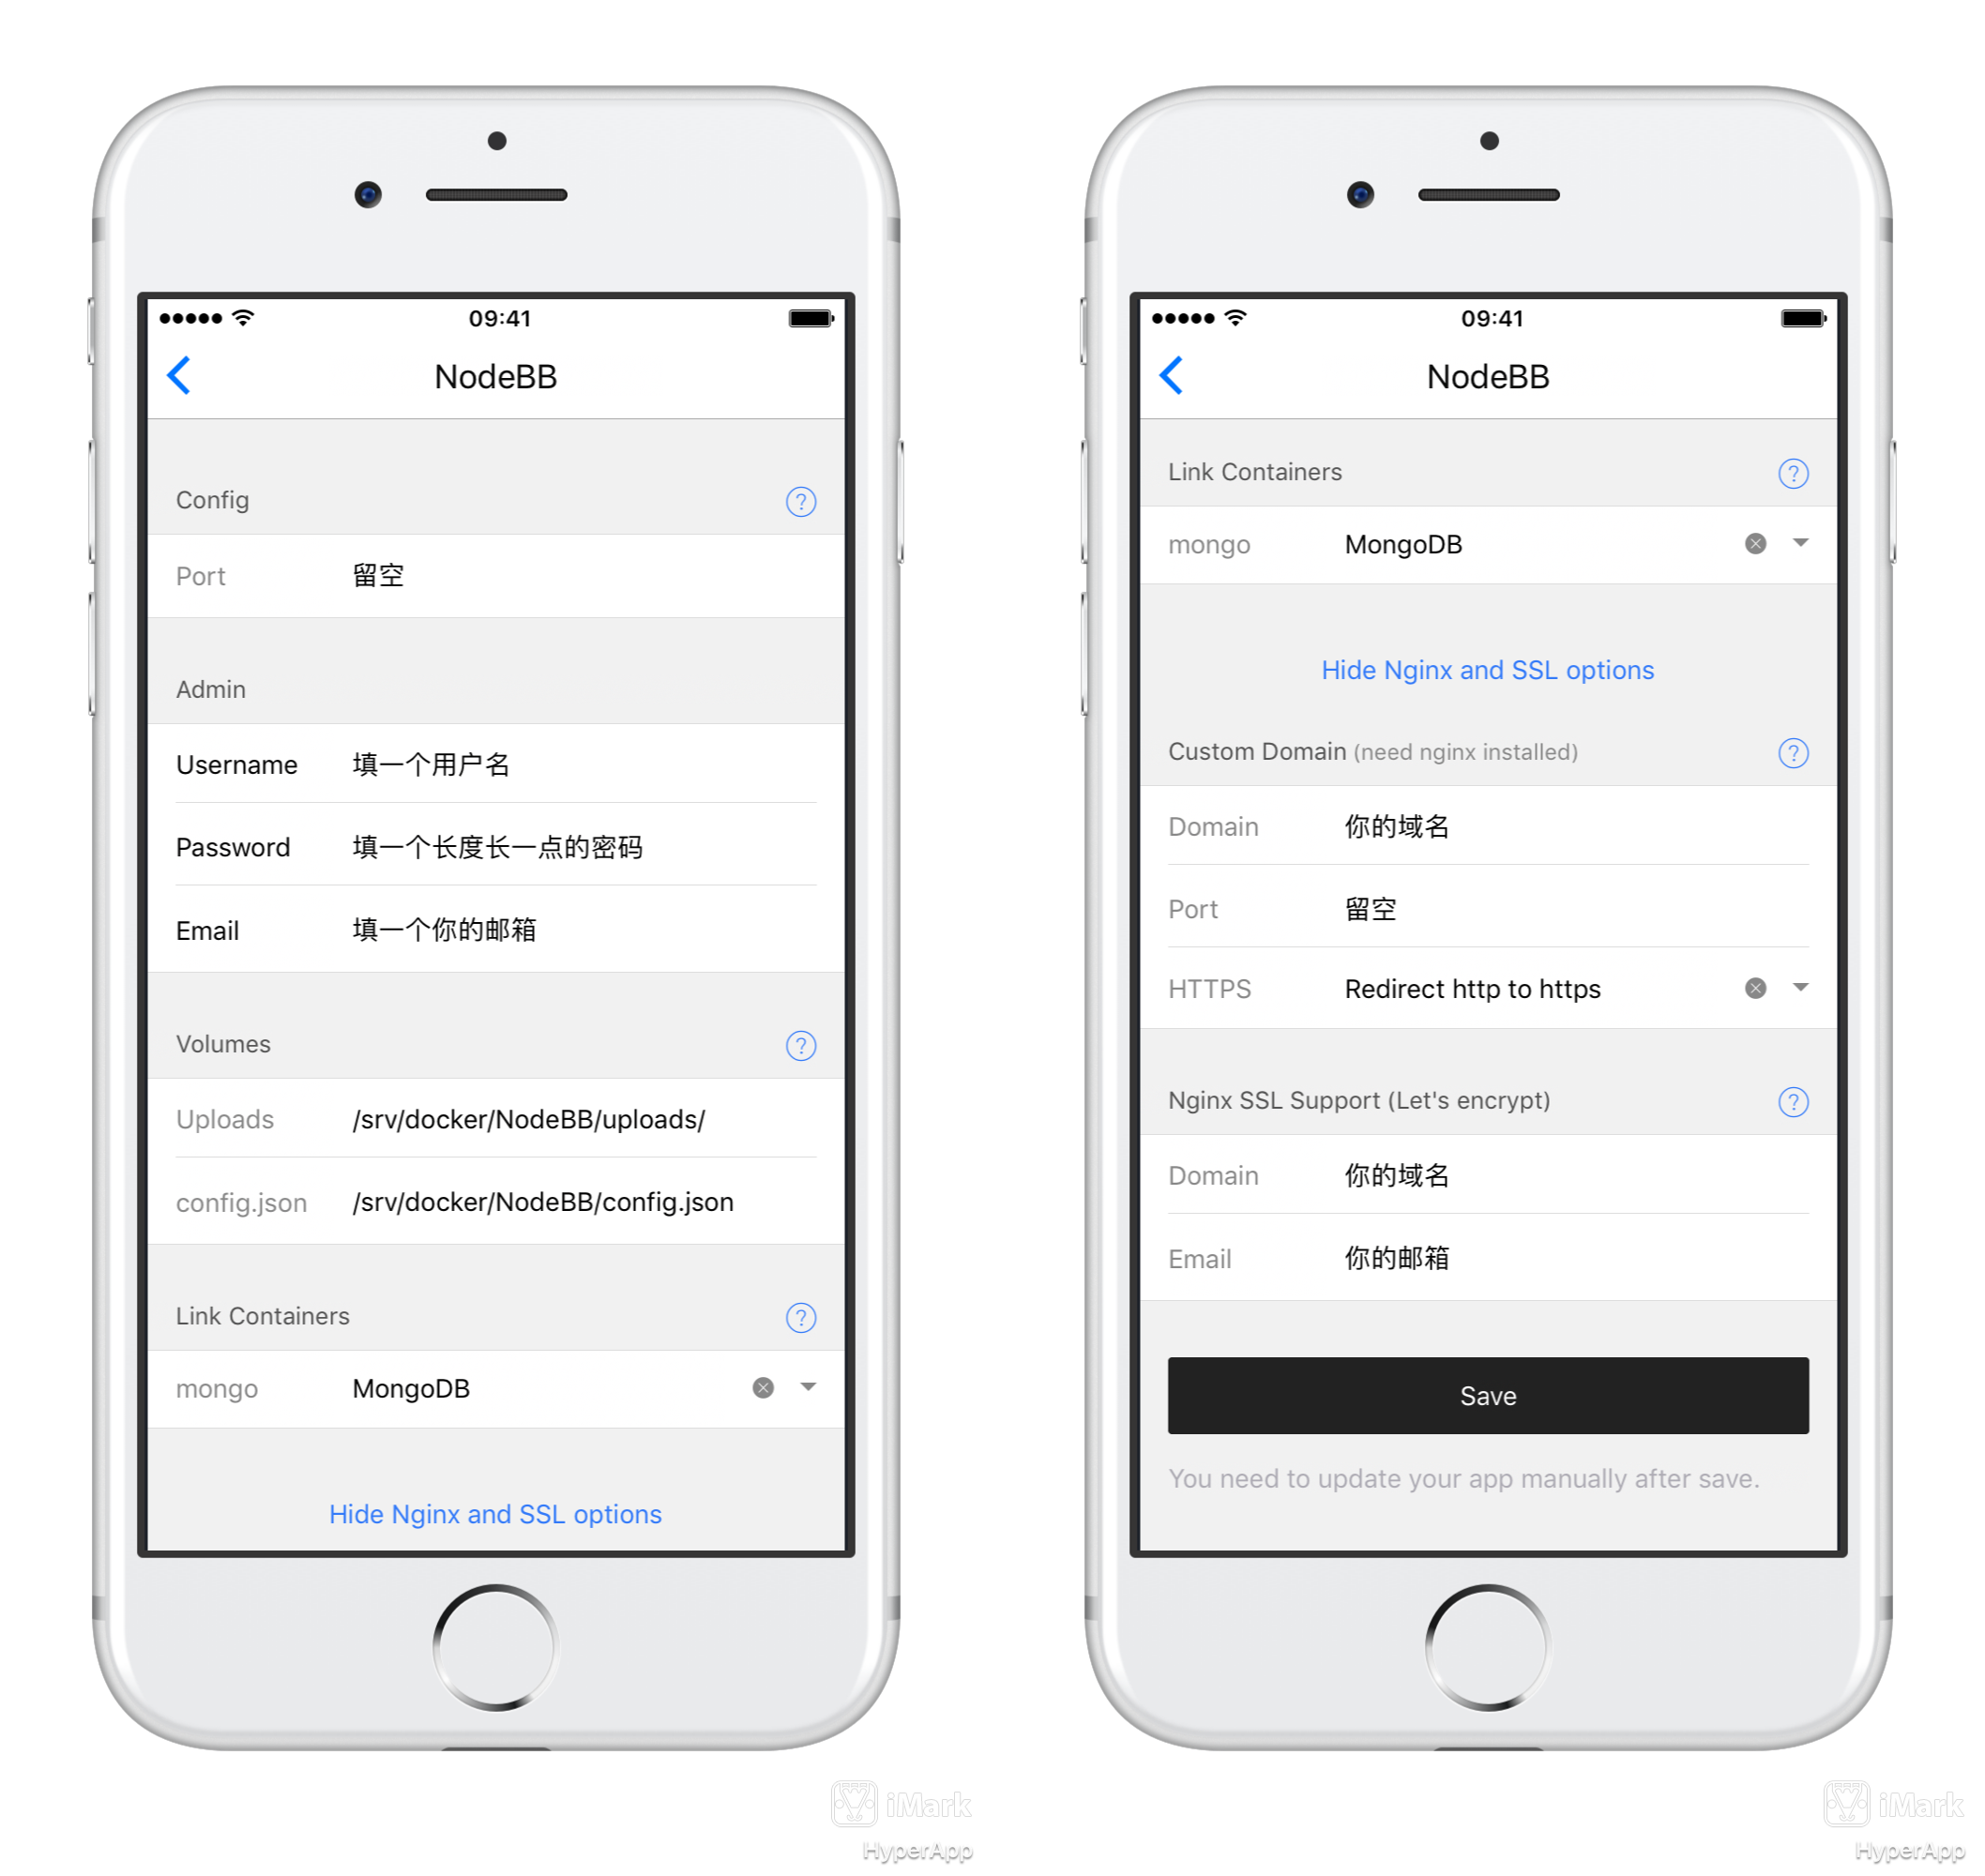 09:41
NodeBB
Config
Port 留空
Admin
Username 填一个用户名
Password 填一个长度长一点的密码
Email 填一个你的邮箱
Volumes
Uploads /srv/docker/NodeBB/uploads/
config.json /srv/docker/NodeBB/config.json
Link Containers
mongo MongoDB
Hide Nginx and SSL options
iMark
HyperApp
09:41
NodeBB
Link Containers
mongo MongoDB
Hide Nginx and SSL options
Custom Domain (need nginx installed)
Domain 你的域名
Port 留空
HTTPS Redirect http to https
Nginx SSL Support (Let's encrypt)
Domain 你的域名
Email 你的邮箱
Save
You need to update your app manually after save.
iMark
HyperApp